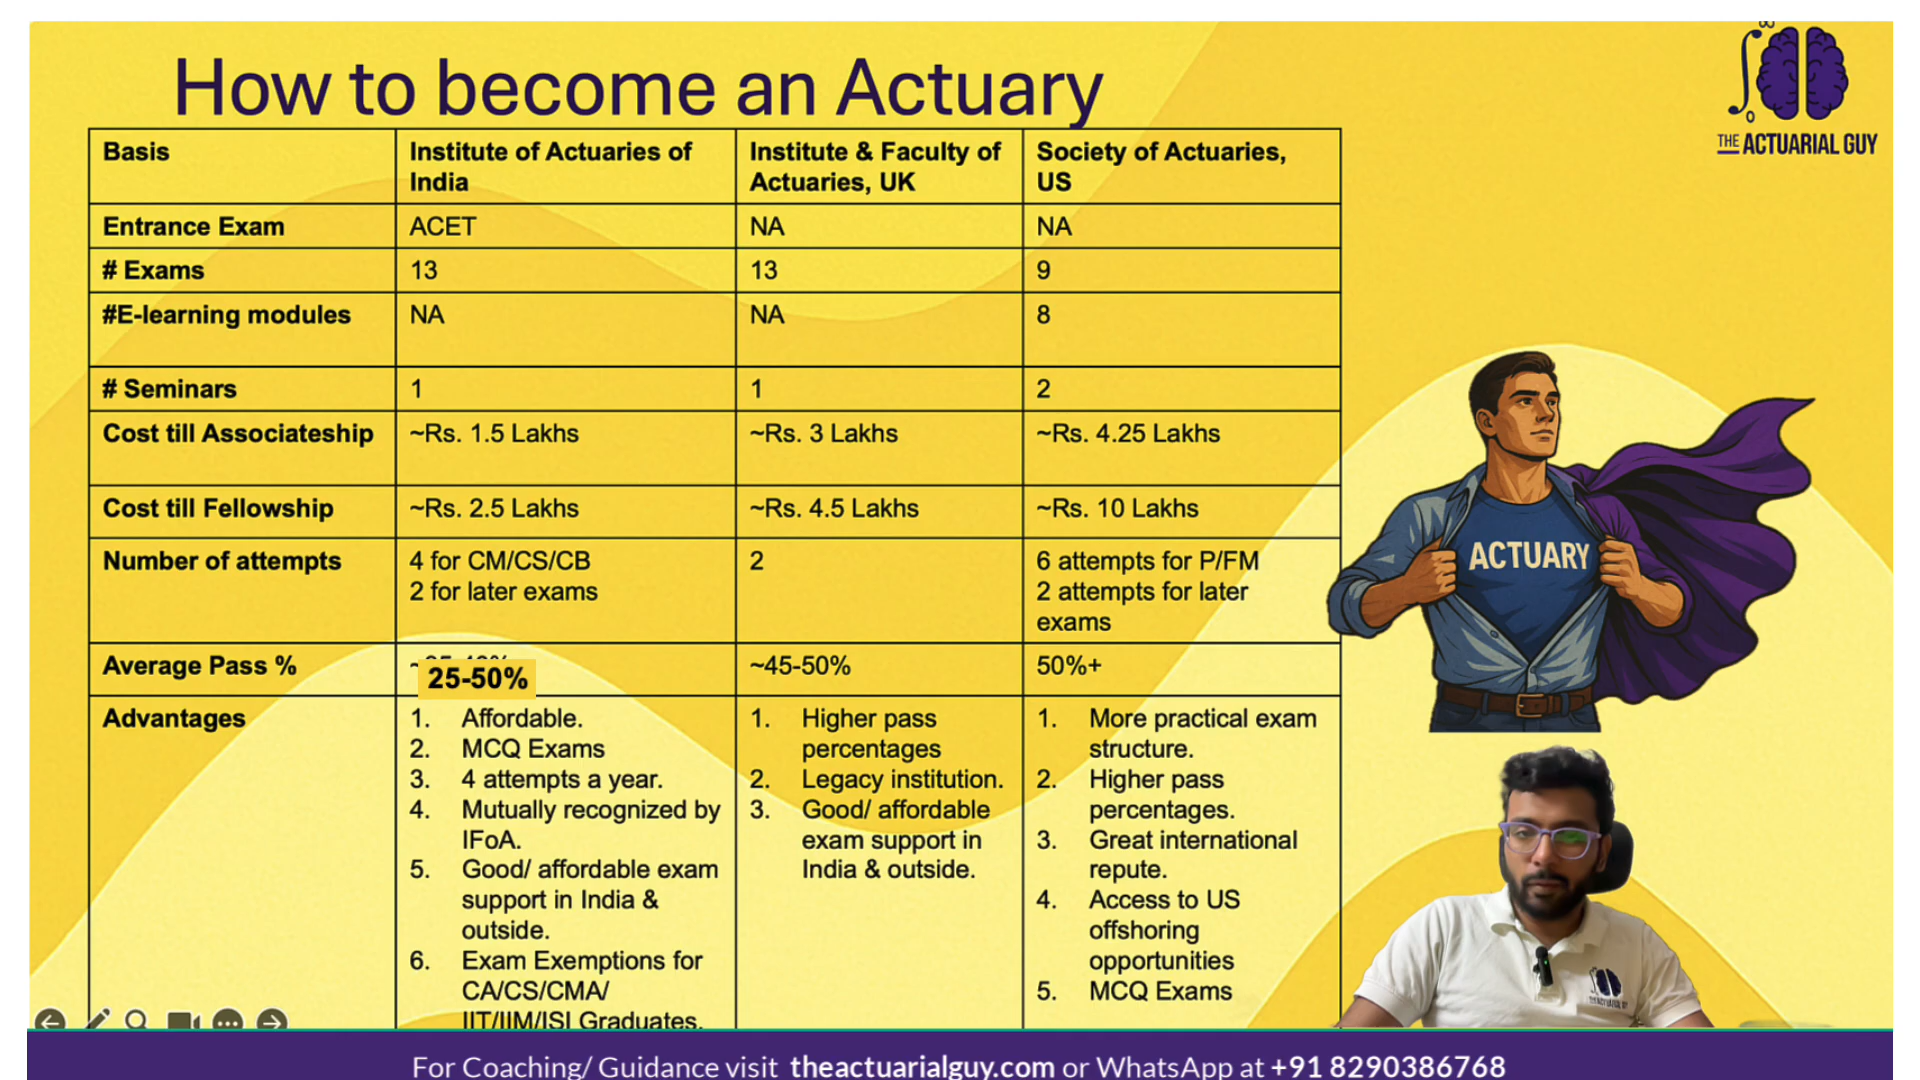 How to become an Actuary
THE ACTUARIAL GUY
Basis
Institute of Actuaries of
India
Institute & Faculty of
Actuaries, UK
Society of Actuaries,
US
Entrance Exam
ACET
NA
NA
# Exams
13
13
9
#E-learning modules
NA
NA
8
# Seminars
1
1
2
Cost till Associateship
~Rs. 1.5 Lakhs
~Rs. 3 Lakhs
~Rs. 4.25 Lakhs
Cost till Fellowship
~Rs. 2.5 Lakhs
~Rs. 4.5 Lakhs
~Rs. 10 Lakhs
Number of attempts
4 for CM/CS/CB
2 for later exams
2
6 attempts for P/FM
2 attempts for later
exams
Average Pass %
25-50%
~45-50%
50%+
Advantages
1. Affordable.
2. MCQ Exams
3. 4 attempts a year.
4. Mutually recognized by
IFoA.
5. Good/ affordable exam
support in India &
outside.
6. Exam Exemptions for
CA/CS/CMA/
IIT/IIM/ISI Graduates.
1. Higher pass
percentages
2. Legacy institution.
3. Good/ affordable
exam support in
India & outside.
1. More practical exam
structure.
2. Higher pass
percentages.
3. Great international
repute.
4. Access to US
offshoring
opportunities
5. MCQ Exams
ACTUARY
For Coaching/ Guidance visit theactuarialguy.com or WhatsApp at +91 8290386768